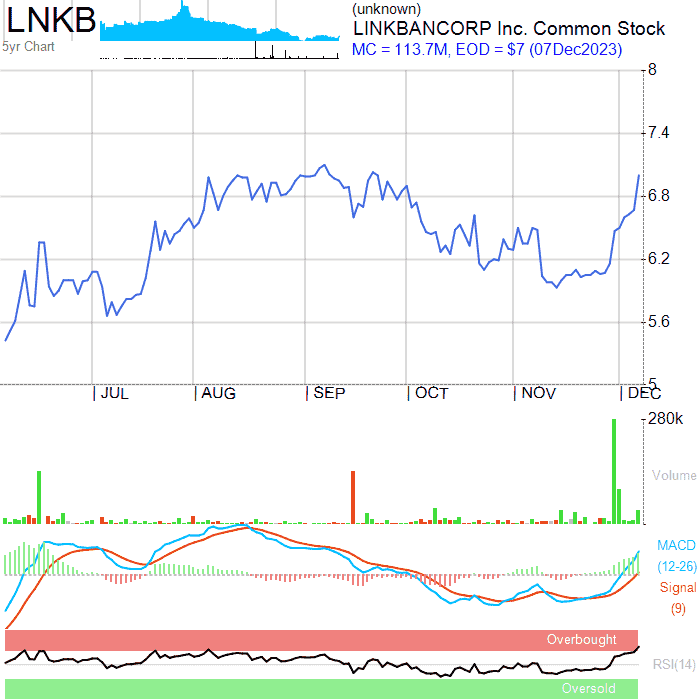 LNKB
5yr Chart
(unknown)
LINKBANCORP Inc. Common Stock
MC = 113.7M, EOD = $7 (07Dec2023)
8
7.4
6.8
6.2
5.6
5
JUL
AUG
SEP
OCT
NOV
DEC
280k
Volume
MACD
(12-26)
Signal
(9)
Overbought
RSI(14)
Oversold